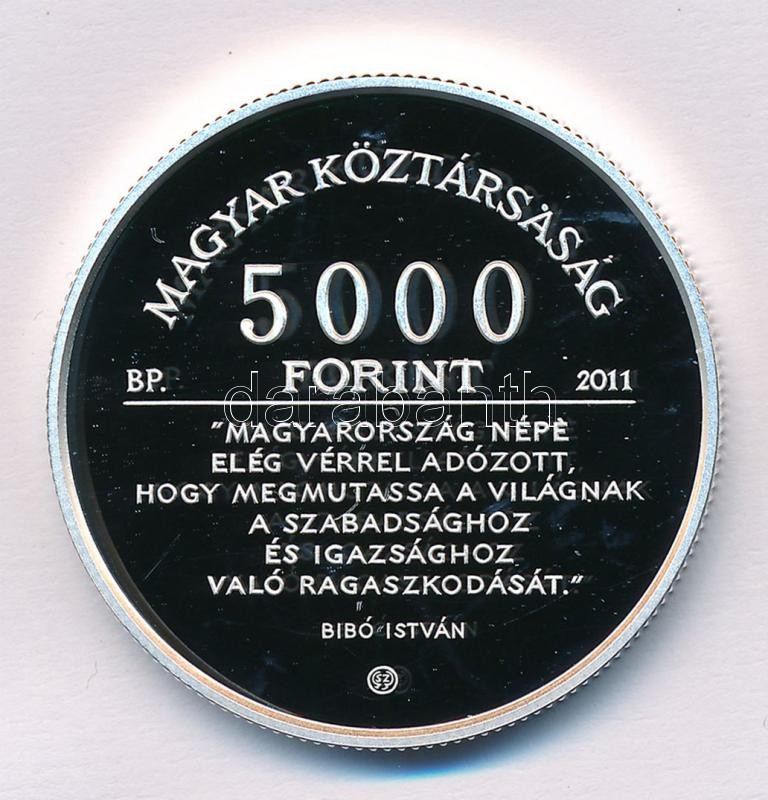 MAGYAR KÖZTÁRSASÁG
5000
BP. FORINT 2011
darabanth
"MAGYARORSZÁG NÉPE
ELÉG VÉRREL ADÓZOTT,
HOGY MEGMUTASSA A VILÁGNAK
A SZABADSÁGHOZ
ÉS IGAZSÁGHOZ
VALÓ RAGASZKODÁSÁT."
BIBÓ ISTVÁN